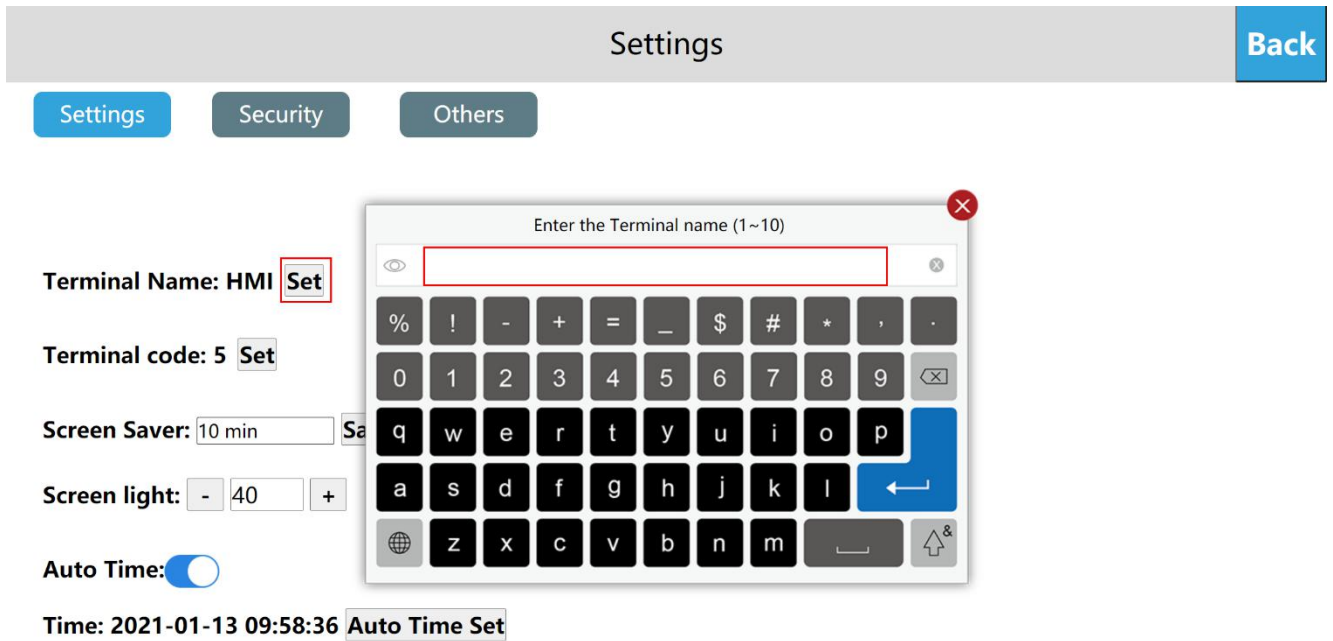 Settings
Back
Settings Security Others
Enter the Terminal name (1~10)
Terminal Name: HMI Set
% ! - + = _ $ # * , .
Terminal code: 5 Set
0 1 2 3 4 5 6 7 8 9
Screen Saver: 10 min
q w e r t y u i o p
Screen light: - 40 +
a s d f g h j k l
z x c v b n m &
Auto Time:
Time: 2021-01-13 09:58:36 Auto Time Set